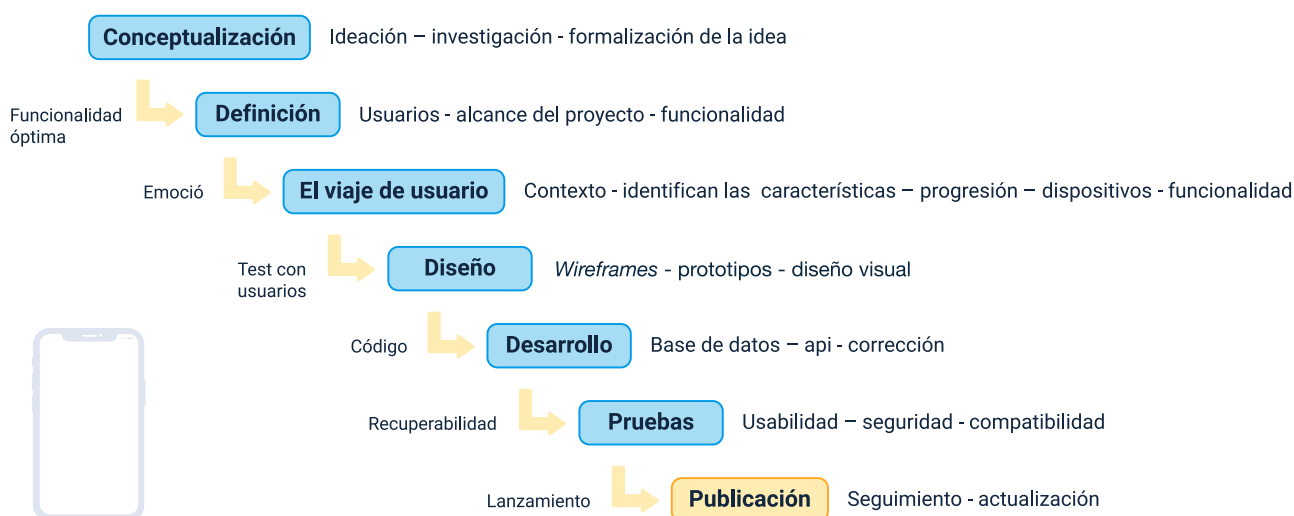 Conceptualización Ideación – investigación - formalización de la idea
Funcionalidad
óptima
Definición Usuarios - alcance del proyecto - funcionalidad
Emoció El viaje de usuario Contexto - identifican las características – progresión – dispositivos - funcionalidad
Test con
usuarios
Diseño Wireframes - prototipos - diseño visual
Código Desarrollo Base de datos – api - corrección
Recuperabilidad Pruebas Usabilidad – seguridad - compatibilidad
Lanzamiento Publicación Seguimiento - actualización